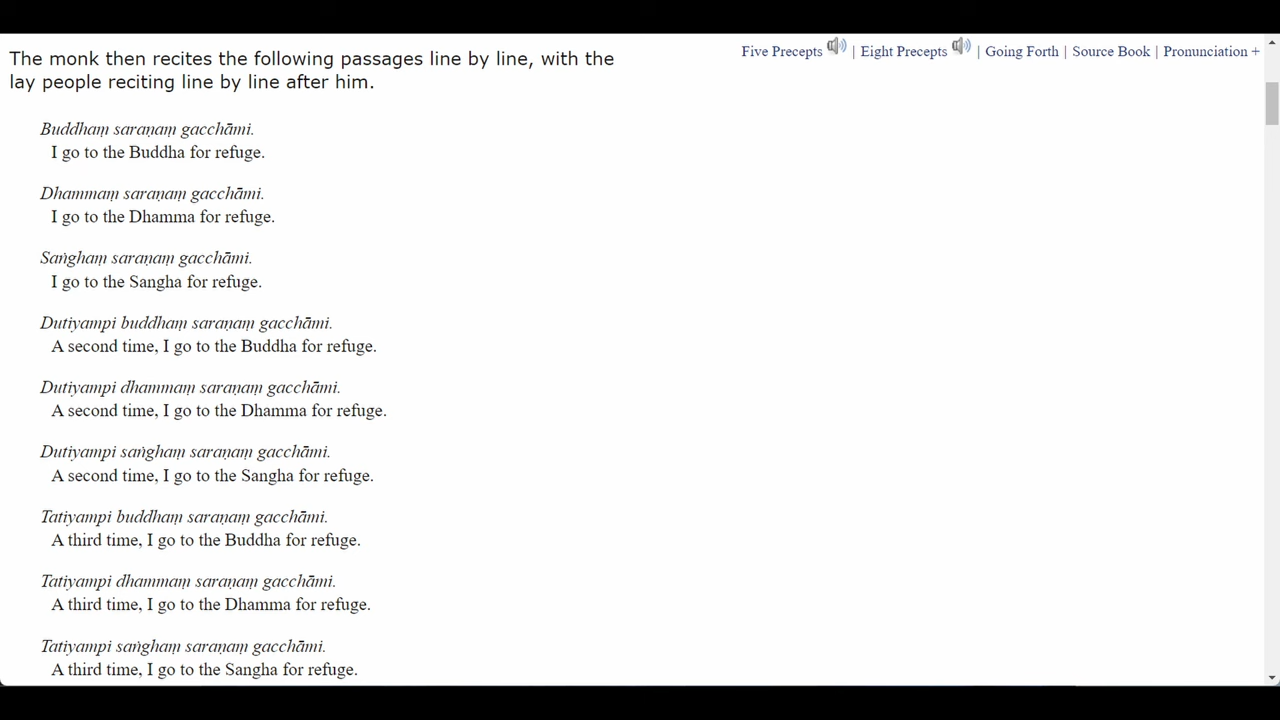 Five Precepts | Eight Precepts | Going Forth | Source Book | Pronunciation +
The monk then recites the following passages line by line, with the
lay people reciting line by line after him.
Buddhaṃ saraṇaṃ gacchāmi.
I go to the Buddha for refuge.
Dhammaṃ saraṇaṃ gacchāmi.
I go to the Dhamma for refuge.
Saṅghaṃ saraṇaṃ gacchāmi.
I go to the Sangha for refuge.
Dutiyampi buddhaṃ saraṇaṃ gacchāmi.
A second time, I go to the Buddha for refuge.
Dutiyampi dhammaṃ saraṇaṃ gacchāmi.
A second time, I go to the Dhamma for refuge.
Dutiyampi saṅghaṃ saraṇaṃ gacchāmi.
A second time, I go to the Sangha for refuge.
Tatiyampi buddhaṃ saraṇaṃ gacchāmi.
A third time, I go to the Buddha for refuge.
Tatiyampi dhammaṃ saraṇaṃ gacchāmi.
A third time, I go to the Dhamma for refuge.
Tatiyampi saṅghaṃ saraṇaṃ gacchāmi.
A third time, I go to the Sangha for refuge.